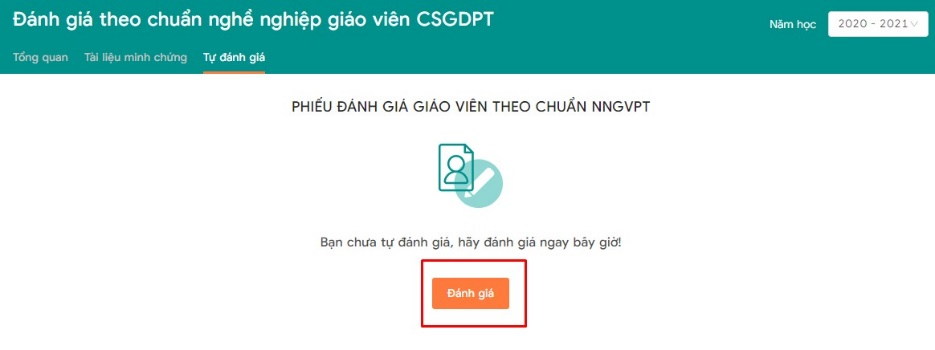 Đánh giá theo chuẩn nghề nghiệp giáo viên CSGDPT
Năm học 2020 - 2021
Tổng quan Tài liệu minh chứng Tự đánh giá
PHIẾU ĐÁNH GIÁ GIÁO VIÊN THEO CHUẨN NNGVPT
Bạn chưa tự đánh giá, hãy đánh giá ngay bây giờ!
Đánh giá